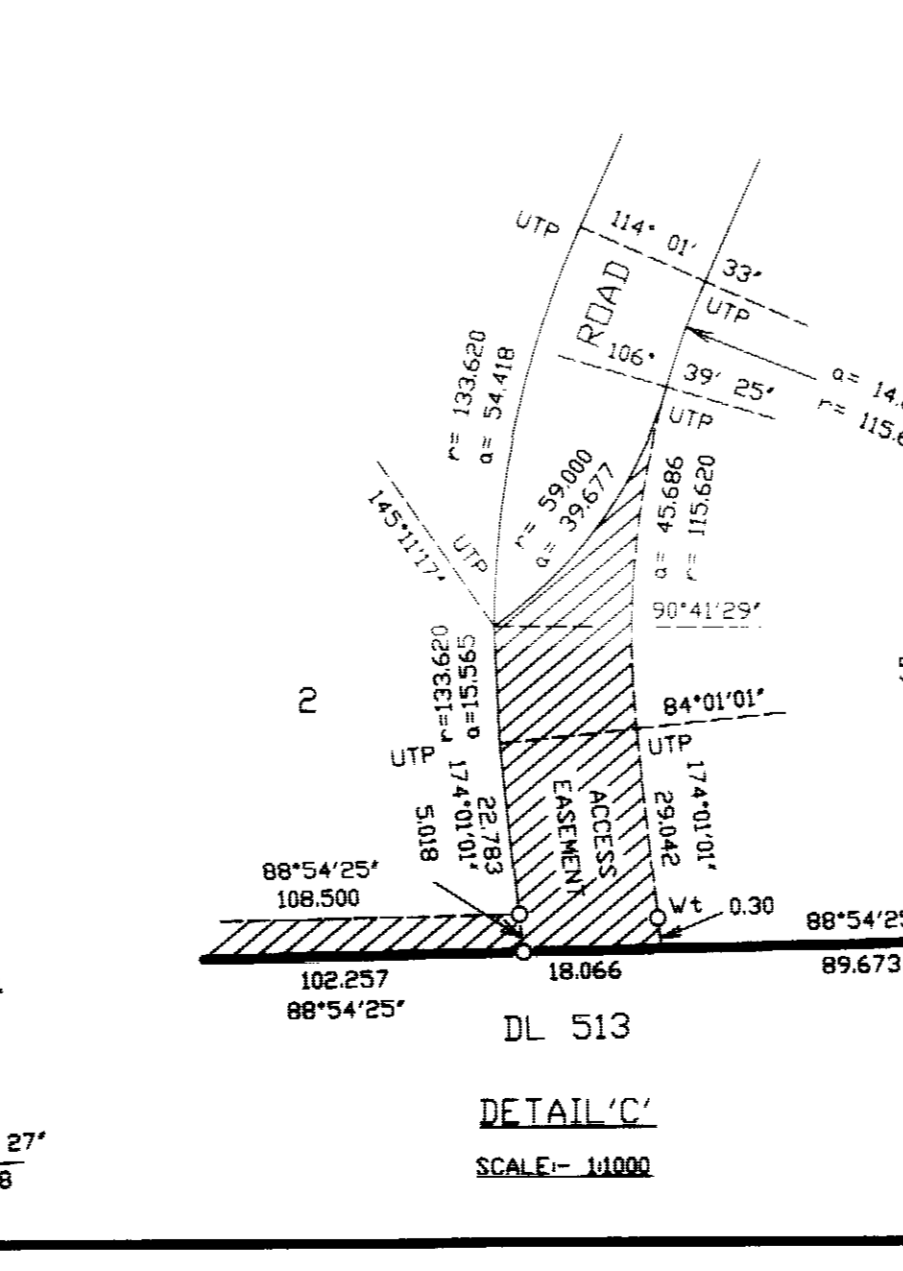 UTP
114° 01' 33"
UTP
ROAD
106° 39' 25"
UTP
r= 133.620
a= 54.418
a= 14.
r= 115.6
r= 59.000
a= 39.677
a= 45.686
r= 115.620
145°11'17"
UTP
90°41'29"
r=133.620
a=15.565
2
84°01'01"
UTP
UTP
174°01'01"
22.783
5.018
ACCESS
EASEMENT
174°01'01"
29.042
88°54'25"
108.500
Wt
0.30
88°54'25
89.673
102.257
88°54'25"
18.066
DL 513
DETAIL'C'
SCALE:- 1:1000
27"
8